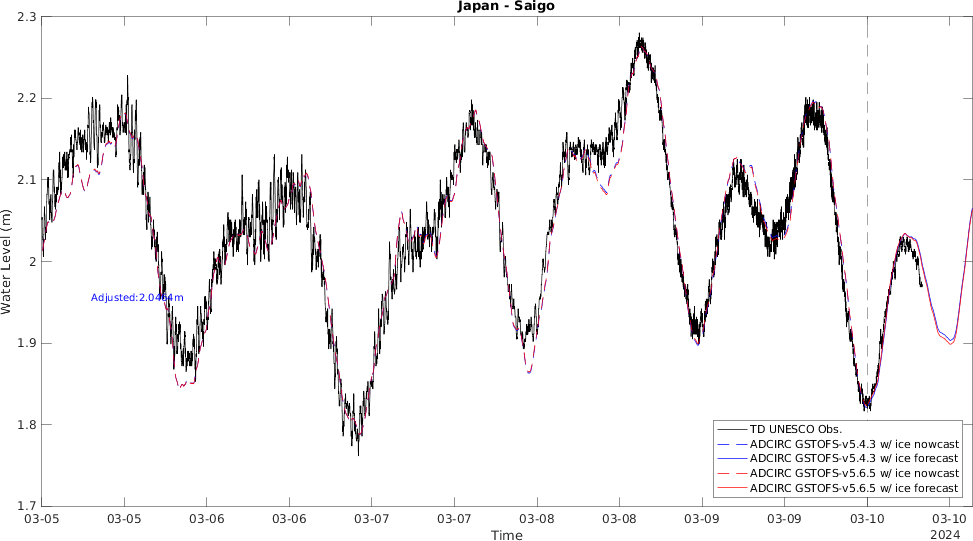 Japan - Saigo
2.3
2.2
2.1
2
1.9
1.8
1.7
Water Level (m)
Adjusted:2.0464m
TD UNESCO Obs.
ADCIRC GSTOFS-v5.4.3 w/ ice nowcast
ADCIRC GSTOFS-v5.4.3 w/ ice forecast
ADCIRC GSTOFS-v5.6.5 w/ ice nowcast
ADCIRC GSTOFS-v5.6.5 w/ ice forecast
03-05 03-05 03-06 03-06 03-07 03-07 03-08 03-08 03-09 03-09 03-10 03-10
Time 2024